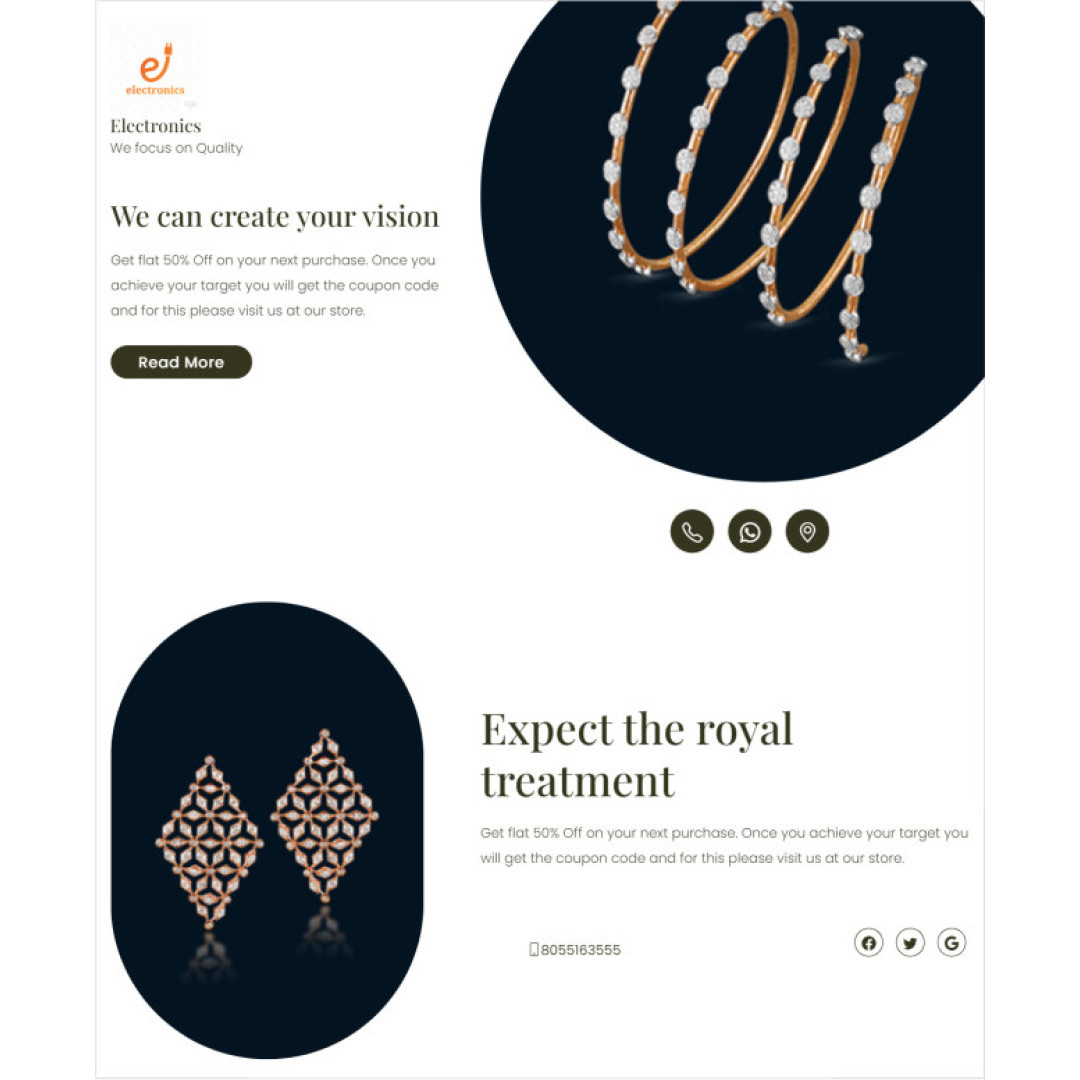 electronics
Electronics
We focus on Quality
We can create your vision
Get flat 50% Off on your next purchase. Once you
achieve your target you will get the coupon code
and for this please visit us at our store.
Read More
Expect the royal
treatment
Get flat 50% Off on your next purchase. Once you achieve your target you
will get the coupon code and for this please visit us at our store.
8055163555